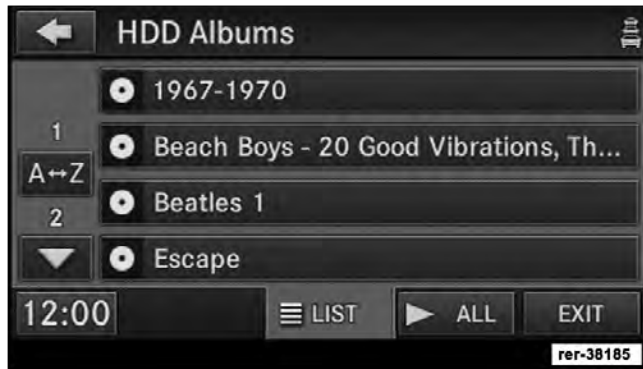 HDD Albums
1967-1970
1
Beach Boys - 20 Good Vibrations, Th...
A↔Z
Beatles 1
2
Escape
12:00 LIST ALL EXIT
rer-38185